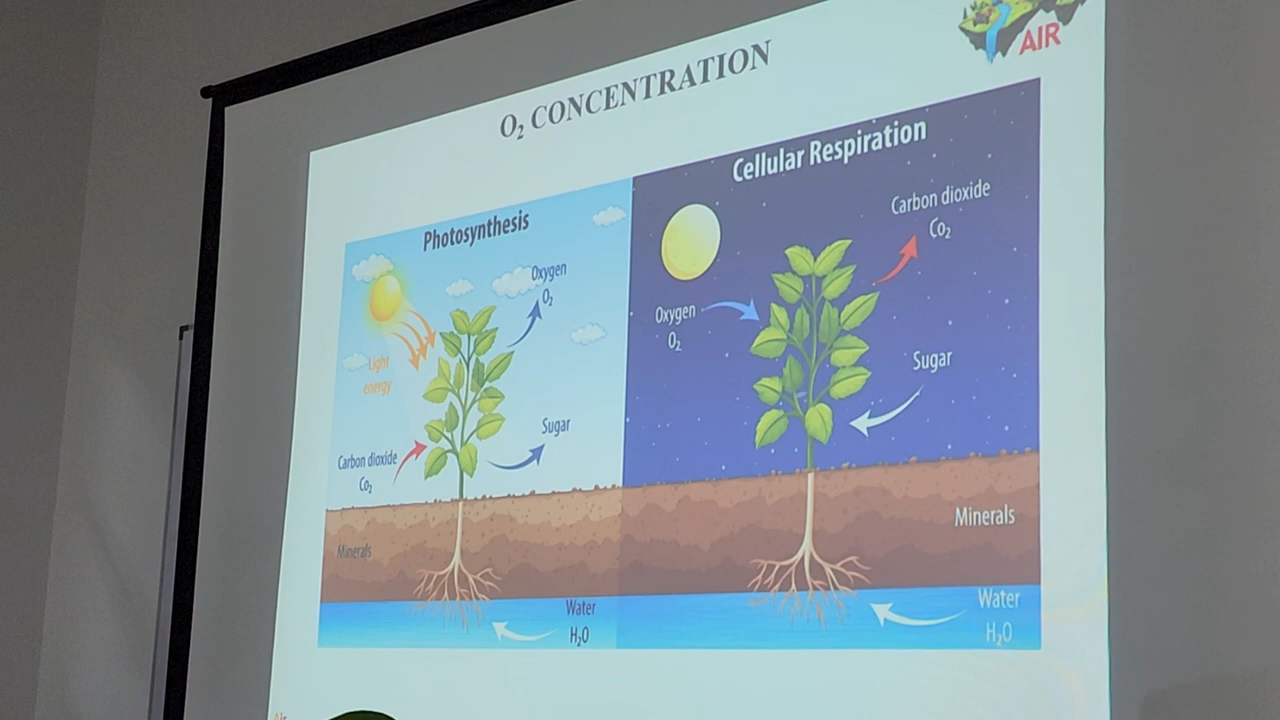 AIR
O₂ CONCENTRATION
Photosynthesis
Oxygen
O₂
Light
energy
Sugar
Carbon dioxide
Co₂
Minerals
Water
H₂O
Cellular Respiration
Carbon dioxide
Co₂
Oxygen
O₂
Sugar
Minerals
Water
H₂O